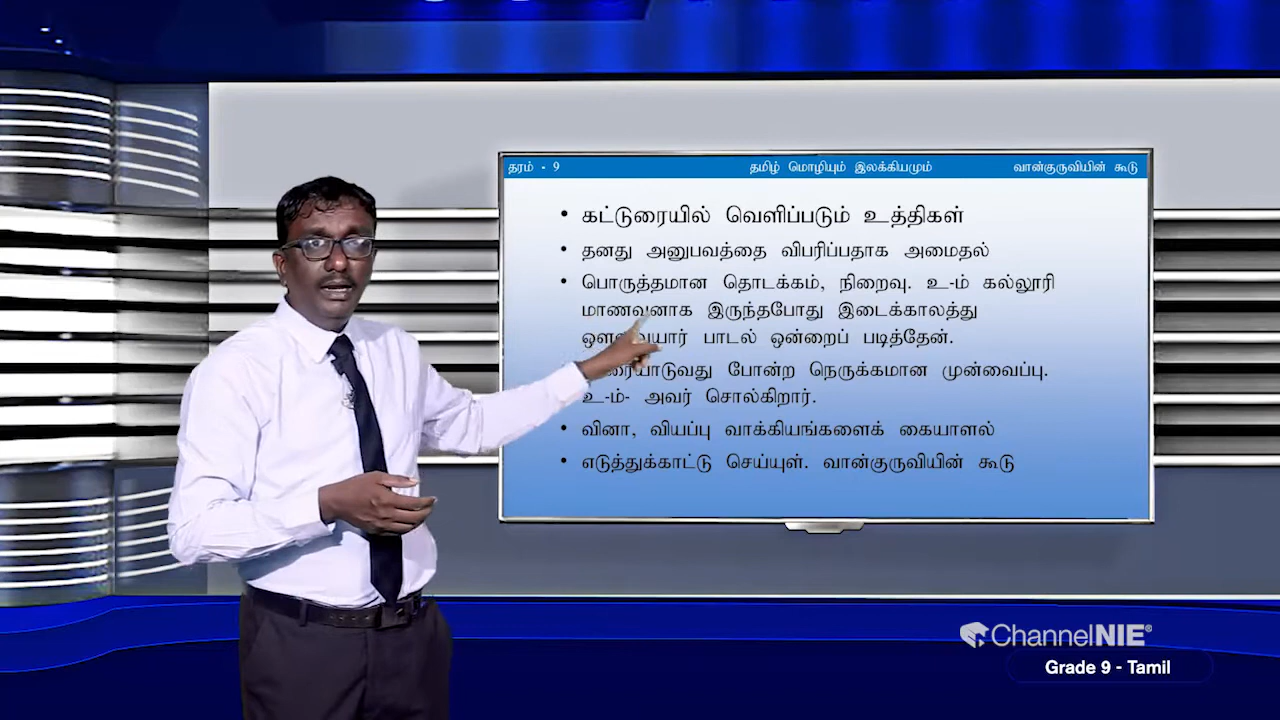 தரம் - 9 தமிழ் மொழியும் இலக்கியமும் வான்குருவியின் கூடு
• கட்டுரையில் வெளிப்படும் உத்திகள்
• தனது அனுபவத்தை விபரிப்பதாக அமைதல்
• பொருத்தமான தொடக்கம், நிறைவு. உ-ம் கல்லூரி
மாணவனாக இருந்தபோது இடைக்காலத்து
பாடல் ஒன்றைப் படித்தேன்.
போன்ற நெருக்கமான முன்வைப்பு.
உ-ம்- அவர் சொல்கிறார்.
• வினா, வியப்பு வாக்கியங்களைக் கையாளல்
• எடுத்துக்காட்டு செய்யுள். வான்குருவியின் கூடு
ChannelNIE®
Grade 9 - Tamil